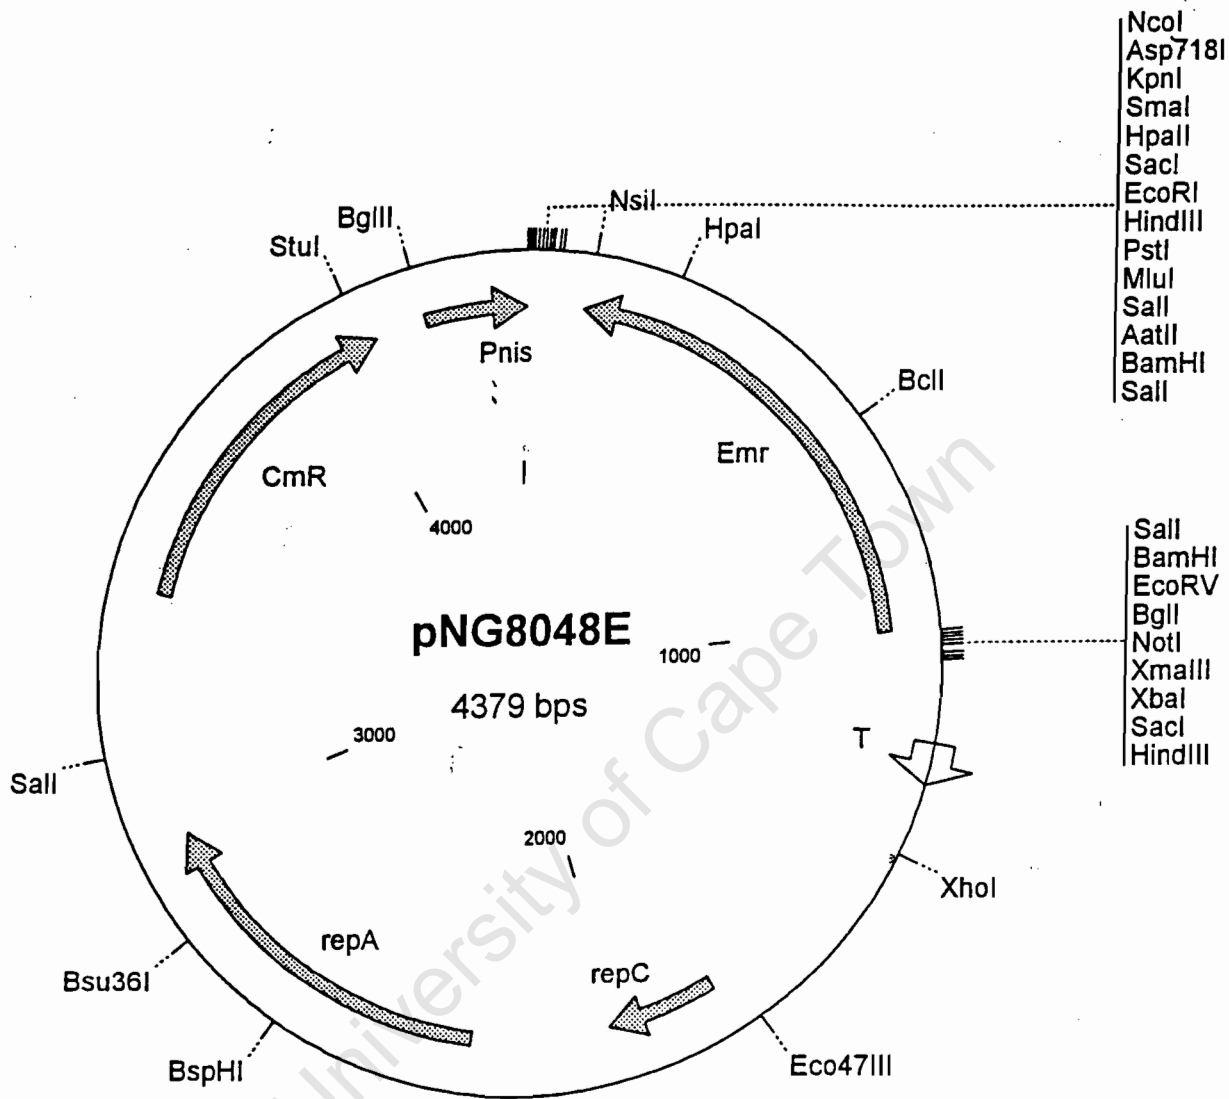 NcoI
Asp718I
KpnI
SmaI
HpaII
SacI
EcoRI
HindIII
PstI
MluI
SalI
AatII
BamHI
SalI
NsiI
HpaI
BglII
StuI
Pnis
BclI
Emr
CmR
4000
I
SalI
BamHI
EcoRV
BglI
NotI
XmaIII
XbaI
SacI
HindIII
pNG8048E
1000
4379 bps
T
3000
SalI
2000
XhoI
repA
repC
Bsu36I
BspHI
Eco47III
University of Cape Town